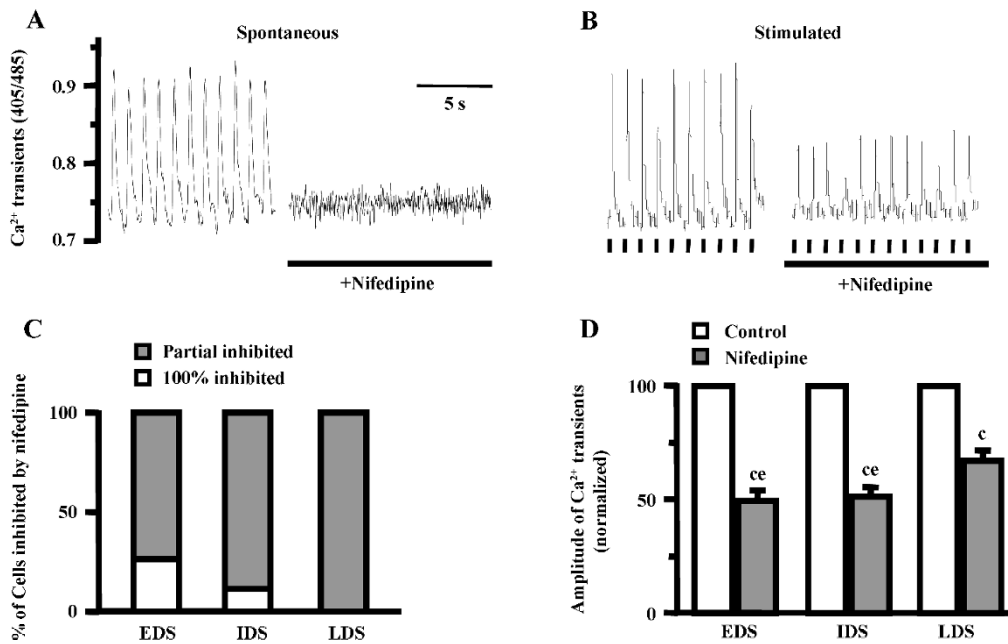 A
Spontaneous
Ca²⁺ transients (405/485)
0.9
0.8
0.7
5 s
+Nifedipine
B
Stimulated
+Nifedipine
C
Partial inhibited
100% inhibited
% of Cells inhibited by nifedipine
100
50
0
EDS IDS LDS
D
Control
Nifedipine
Amplitude of Ca²⁺ transients
(normalized)
100
50
0
ce ce c
EDS IDS LDS